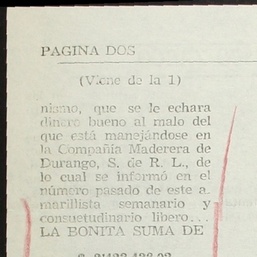 PAGINA DOS
(Viene de la 1)
nismo, que se le echara
dinero bueno al malo del
que está manejándose en
la Compañía Maderera de
Durango, S. de R. L., de
lo cual se informó en el
número pasado de este a
marillista semanario y
consuetudinario libero...
LA BONITA SUMA DE